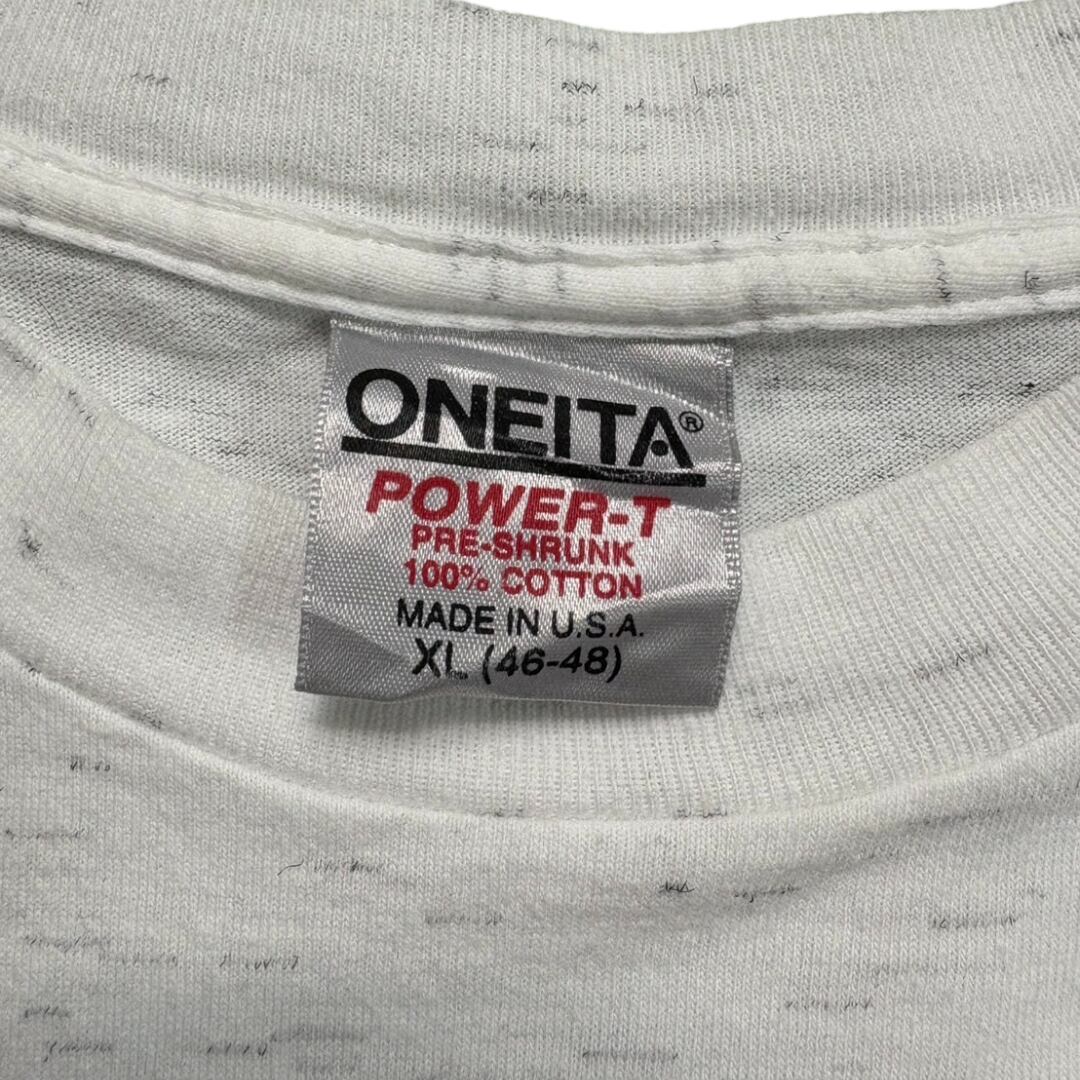 ONEITA®
POWER-T
PRE-SHRUNK
100% COTTON
MADE IN U.S.A.
XL (46-48)